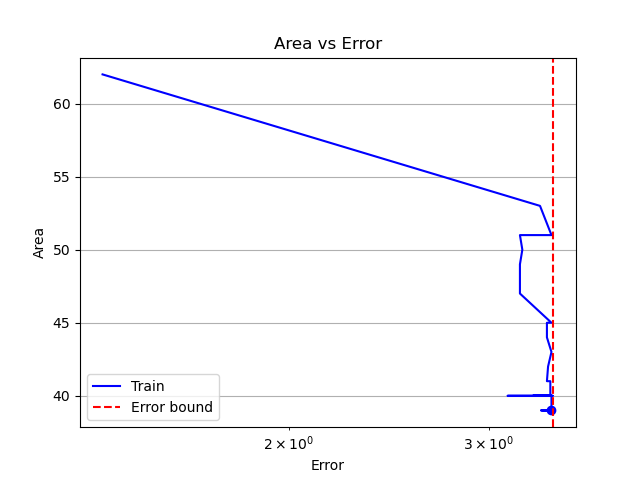 Area vs Error
Area
60
55
50
45
40
Train
Error bound
2 × 10⁰
3 × 10⁰
Error